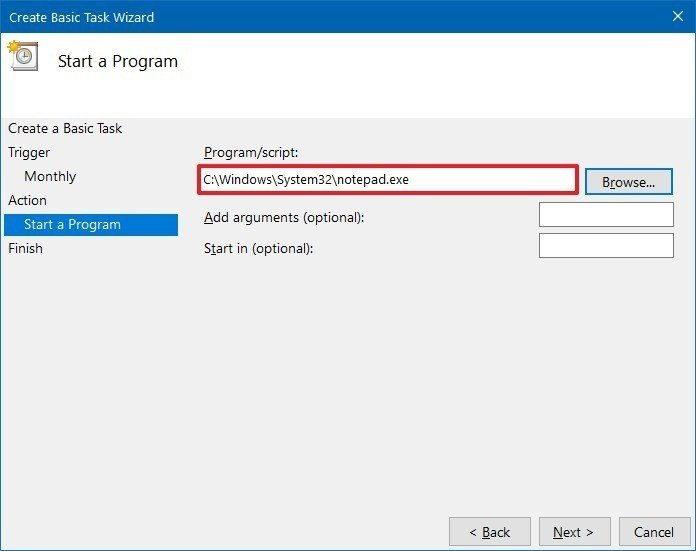 Create Basic Task Wizard
Start a Program
Create a Basic Task
Trigger
Monthly
Action
Start a Program
Finish
Program/script:
C:\Windows\System32\notepad.exe
Browse...
Add arguments (optional):
Start in (optional):
< Back
Next >
Cancel